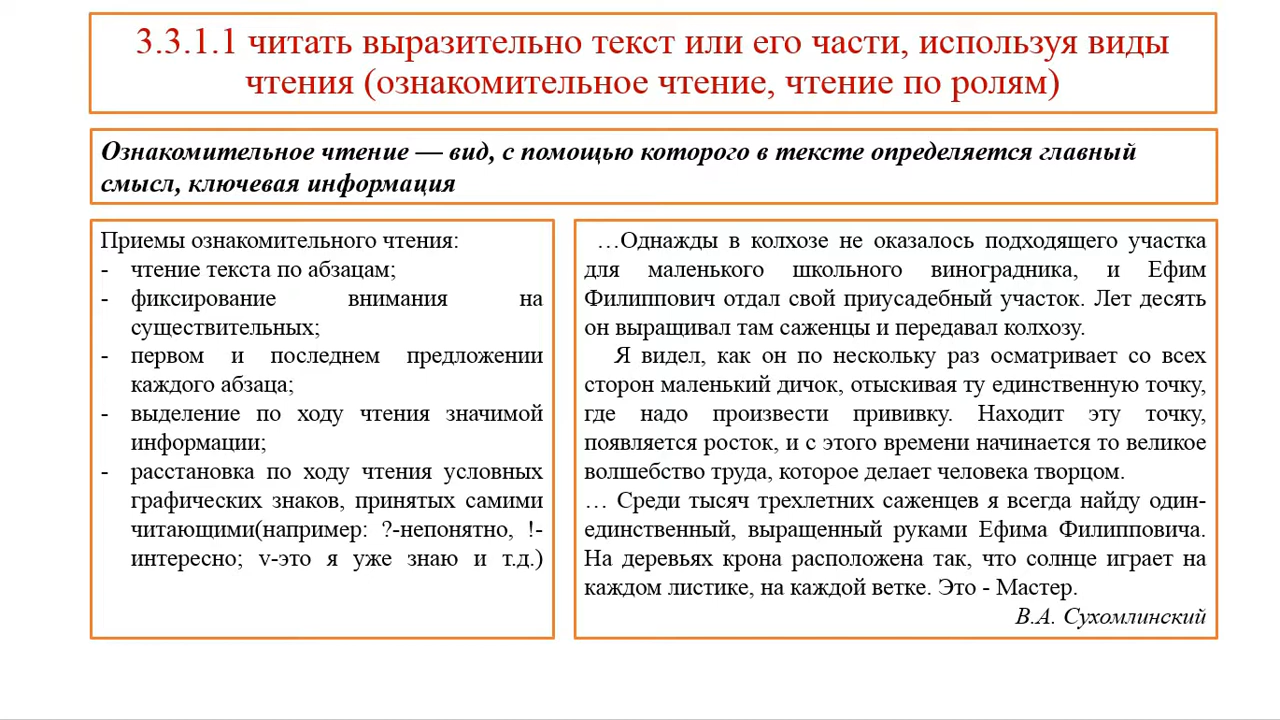 3.3.1.1 читать выразительно текст или его части, используя виды
чтения (ознакомительное чтение, чтение по ролям)
Ознакомительное чтение — вид, с помощью которого в тексте определяется главный
смысл, ключевая информация
Приемы ознакомительного чтения:
- чтение текста по абзацам;
- фиксирование внимания на
существительных;
- первом и последнем предложении
каждого абзаца;
- выделение по ходу чтения значимой
информации;
- расстановка по ходу чтения условных
графических знаков, принятых самими
читающими(например: ?-непонятно, !-
интересно; v-это я уже знаю и т.д.)
…Однажды в колхозе не оказалось подходящего участка
для маленького школьного виноградника, и Ефим
Филиппович отдал свой приусадебный участок. Лет десять
он выращивал там саженцы и передавал колхозу.
Я видел, как он по нескольку раз осматривает со всех
сторон маленький дичок, отыскивая ту единственную точку,
где надо произвести прививку. Находит эту точку,
появляется росток, и с этого времени начинается то великое
волшебство труда, которое делает человека творцом.
… Среди тысяч трехлетних саженцев я всегда найду один-
единственный, выращенный руками Ефима Филипповича.
На деревьях крона расположена так, что солнце играет на
каждом листике, на каждой ветке. Это - Мастер.
В.А. Сухомлинский